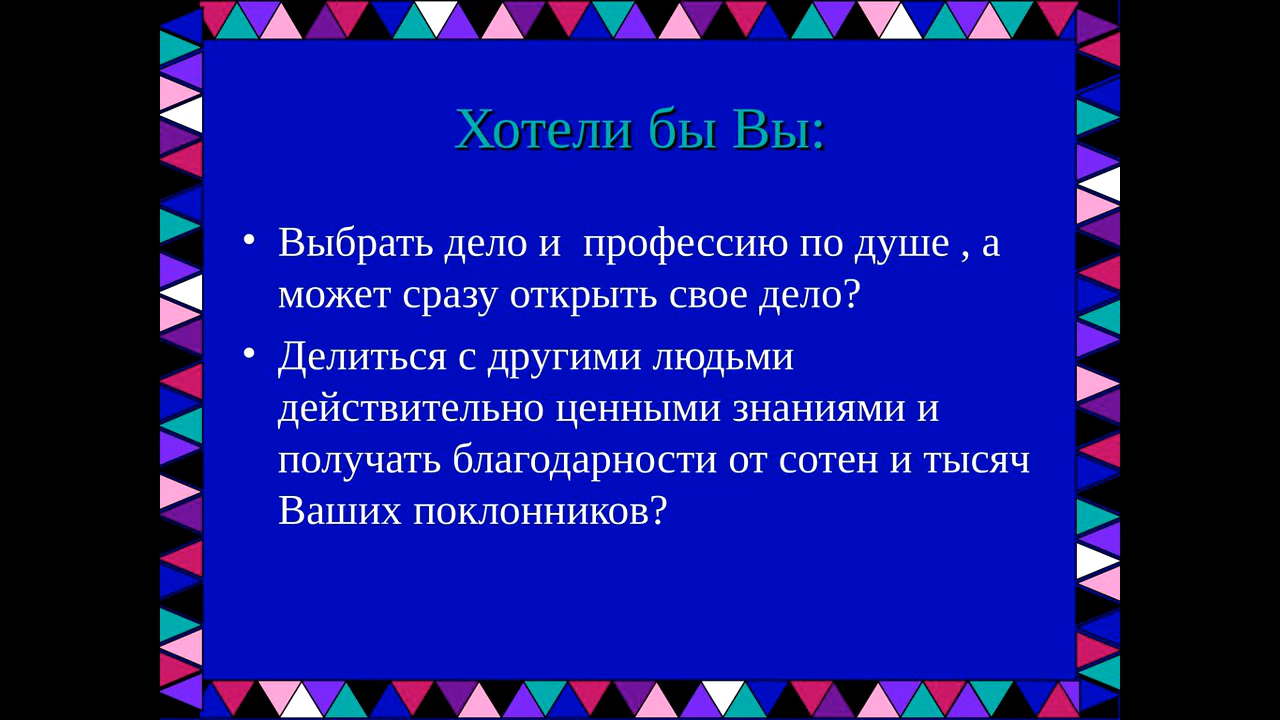 Хотели бы Вы:
• Выбрать дело и  профессию по душе , а
может сразу открыть свое дело?
• Делиться с другими людьми
действительно ценными знаниями и
получать благодарности от сотен и тысяч
Ваших поклонников?